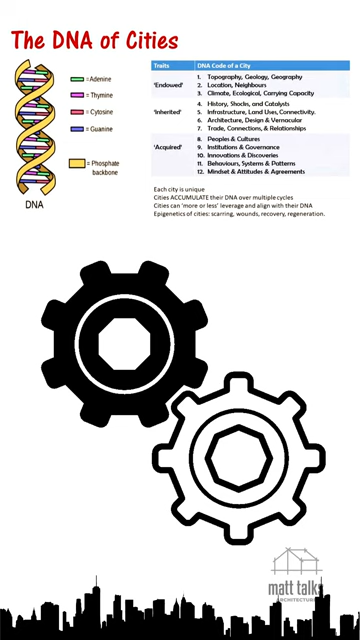 The DNA of Cities
= Adenine
= Thymine
= Cytosine
= Guanine
= Phosphate
backbone
DNA
Traits DNA Code of a City
'Endowed'
1. Topography, Geology, Geography
2. Location, Neighbours
3. Climate, Ecological, Carrying Capacity
'Inherited'
4. History, Shocks, and Catalysts
5. Infrastructure, Land Uses, Connectivity.
6. Architecture, Design & Vernacular
7. Trade, Connections, & Relationships
'Acquired'
8. Peoples & Cultures
9. Institutions & Governance
10. Innovations & Discoveries
11. Behaviours, Systems & Patterns
12. Mindset & Attitudes & Agreements
Each city is unique
Cities ACCUMULATE their DNA over multiple cycles
Cities can 'more or less' leverage and align with their DNA
Epigenetics of cities: scarring, wounds, recovery, regeneration.
matt talks
ARCHITECTURE